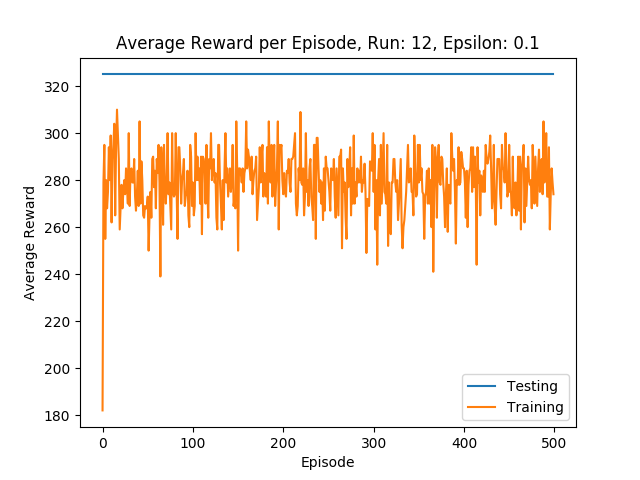 Average Reward per Episode, Run: 12, Epsilon: 0.1
Average Reward
320
300
280
260
240
220
200
180
Testing
Training
0 100 200 300 400 500
Episode